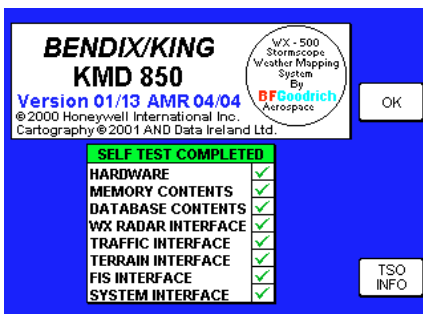 BENDIX/KING
KMD 850
Version 01/13 AMR 04/04
©2000 Honeywell International Inc.
Cartography©2001 AND Data Ireland Ltd.
WX-500
Stormscope
Weather Mapping
System
By
BFGoodrich
Aerospace
OK
SELF TEST COMPLETED
HARDWARE
MEMORY CONTENTS
DATABASE CONTENTS
WX RADAR INTERFACE
TRAFFIC INTERFACE
TERRAIN INTERFACE
FIS INTERFACE
SYSTEM INTERFACE
TSO
INFO